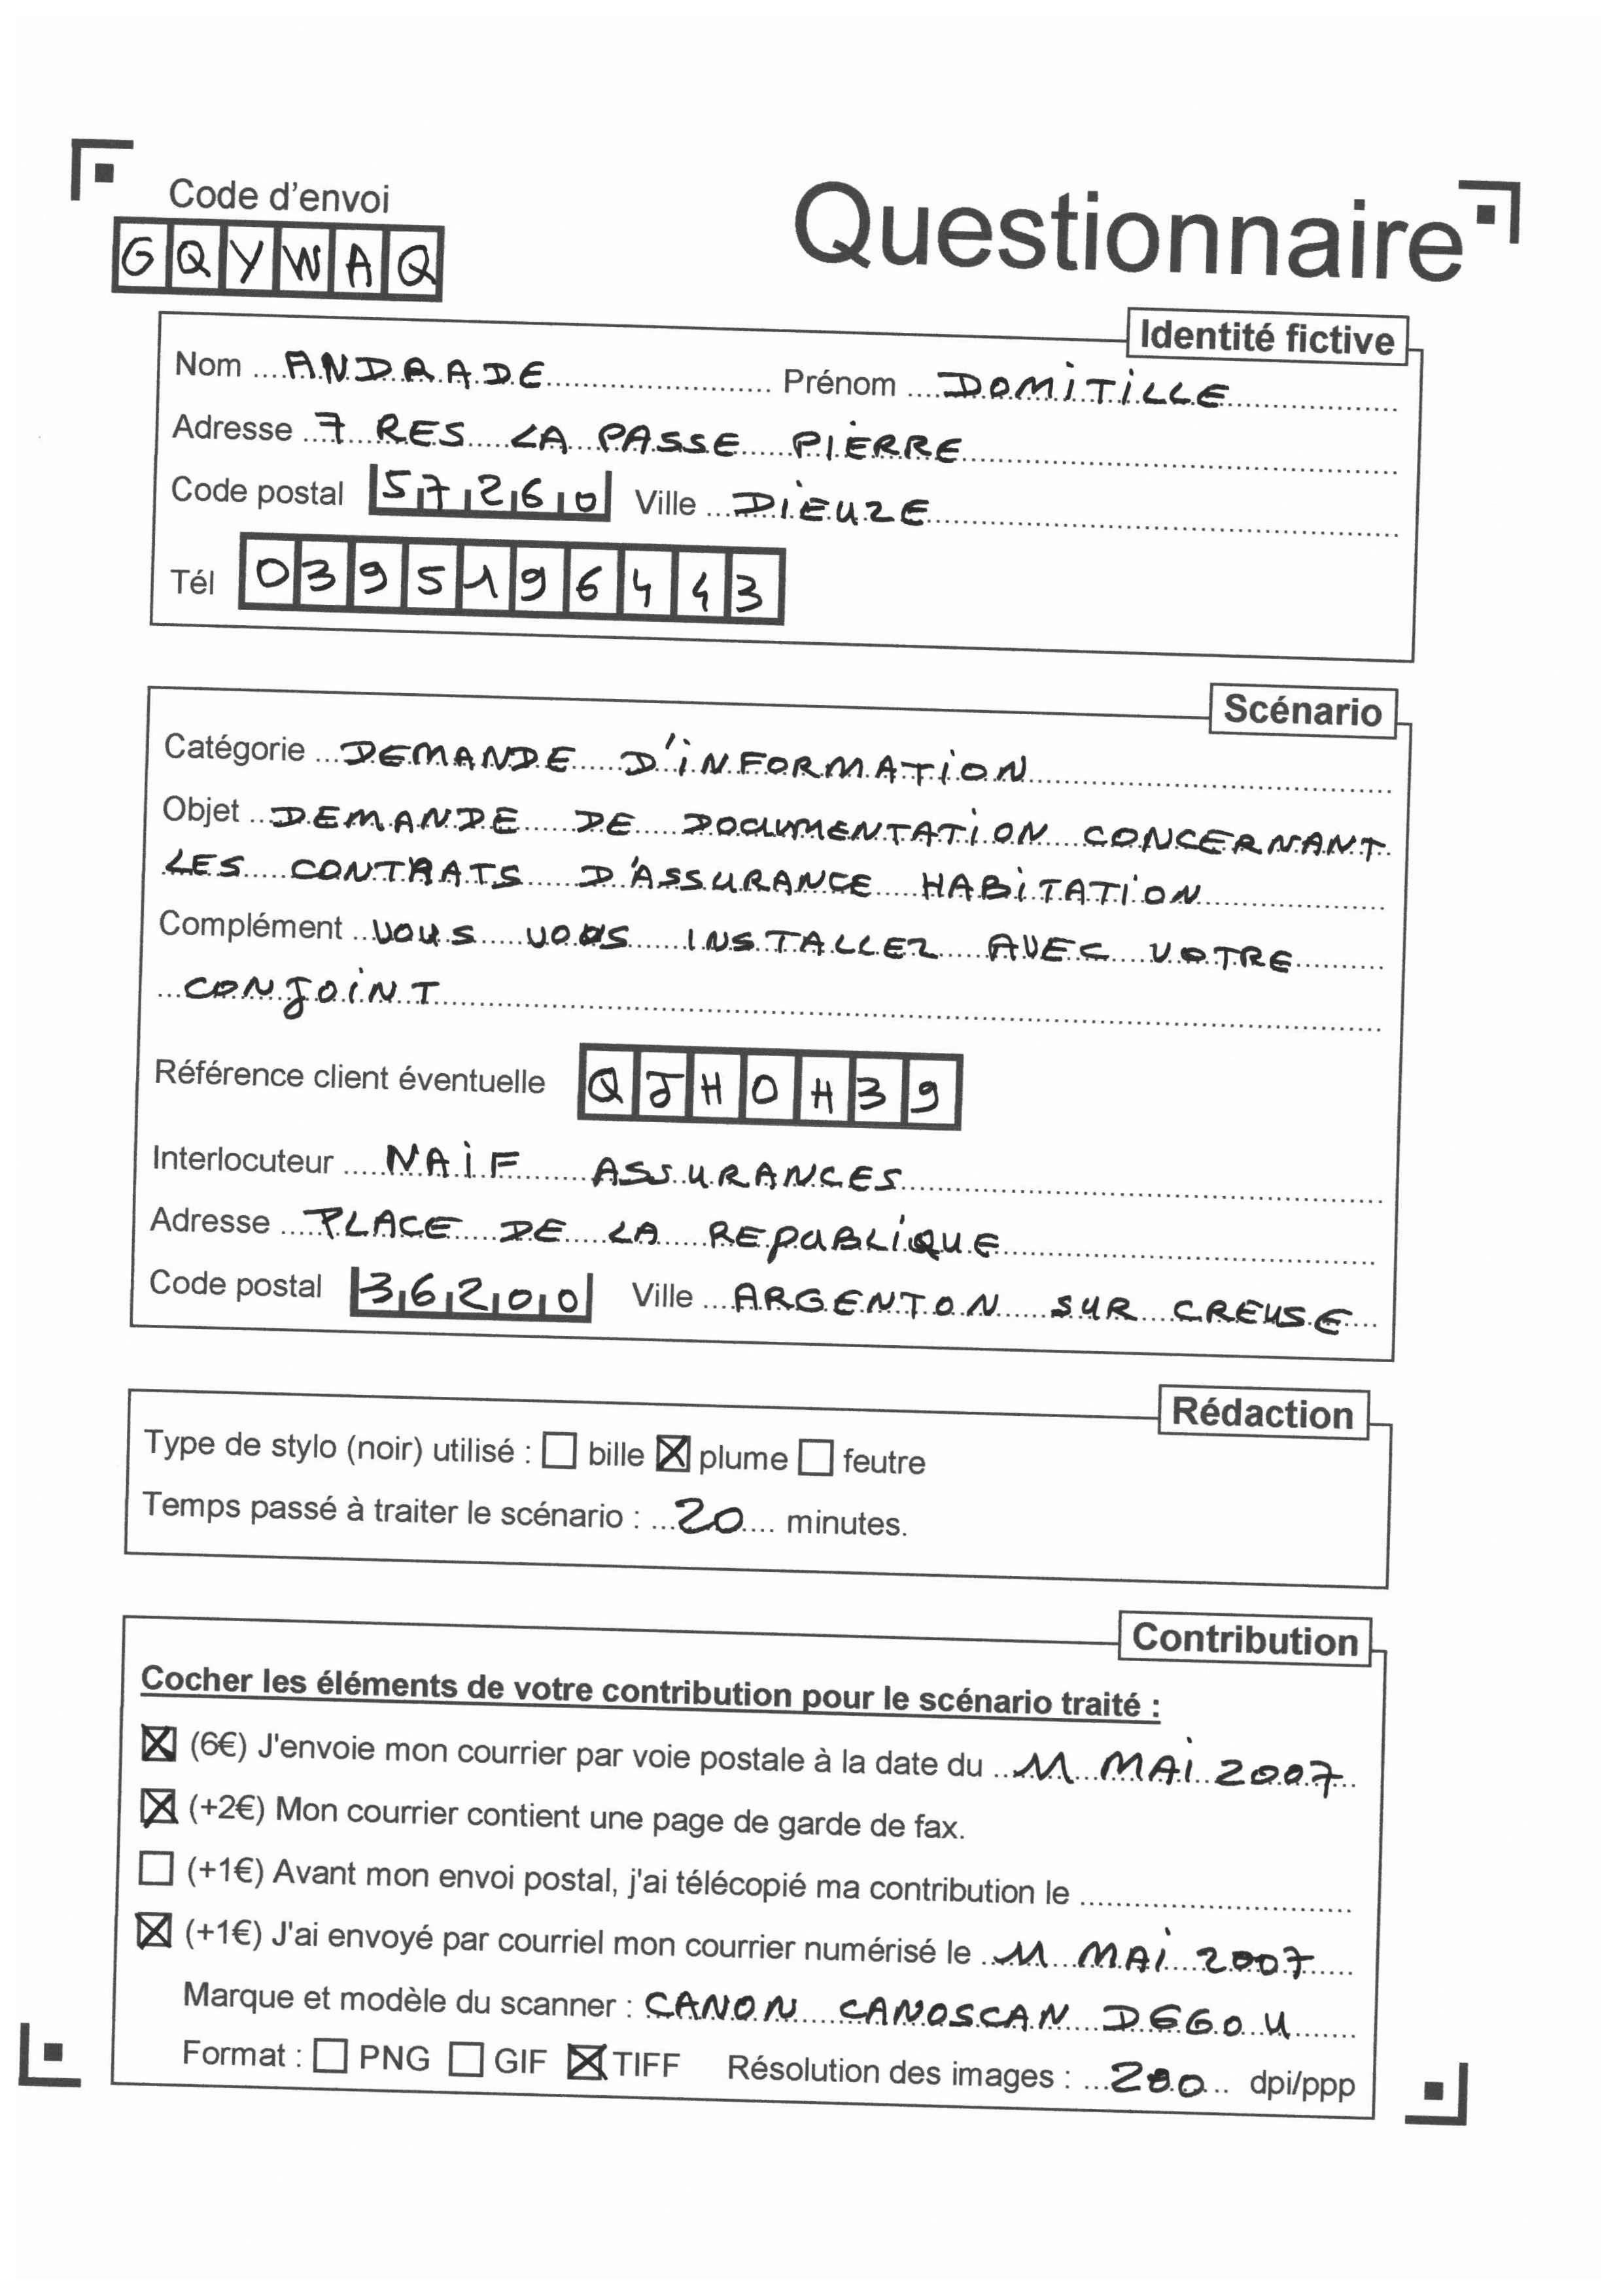 Code d'envoi
GQYWAQ
Questionnaire
Identité fictive
Nom ANDRADE Prénom DOMITILLE
Adresse 7 RES LA PASSE PIERRE
Code postal 57260 Ville DIEUZE
Tél 0395196443
Scénario
Catégorie DEMANDE D'INFORMATION
Objet DEMANDE DE DOCUMENTATION CONCERNANT
LES CONTRATS D'ASSURANCE HABITATION
Complément VOUS VOUS INSTALLEZ AVEC VOTRE
CONJOINT
Référence client éventuelle QJHOH39
Interlocuteur NAIF ASSURANCES
Adresse PLACE DE LA REPUBLIQUE
Code postal 36200 Ville ARGENTON SUR CREUSE
Rédaction
Type de stylo (noir) utilisé : ☐ bille ☒ plume ☐ feutre
Temps passé à traiter le scénario : 20 minutes.
Contribution
Cocher les éléments de votre contribution pour le scénario traité :
☒ (6€) J'envoie mon courrier par voie postale à la date du 11 MAI 2007
☒ (+2€) Mon courrier contient une page de garde de fax.
☐ (+1€) Avant mon envoi postal, j'ai télécopié ma contribution le
☒ (+1€) J'ai envoyé par courriel mon courrier numérisé le 11 MAI 2007
Marque et modèle du scanner : CANON CANOSCAN D660U
Format : ☐ PNG ☐ GIF ☒ TIFF Résolution des images : dpi/ppp